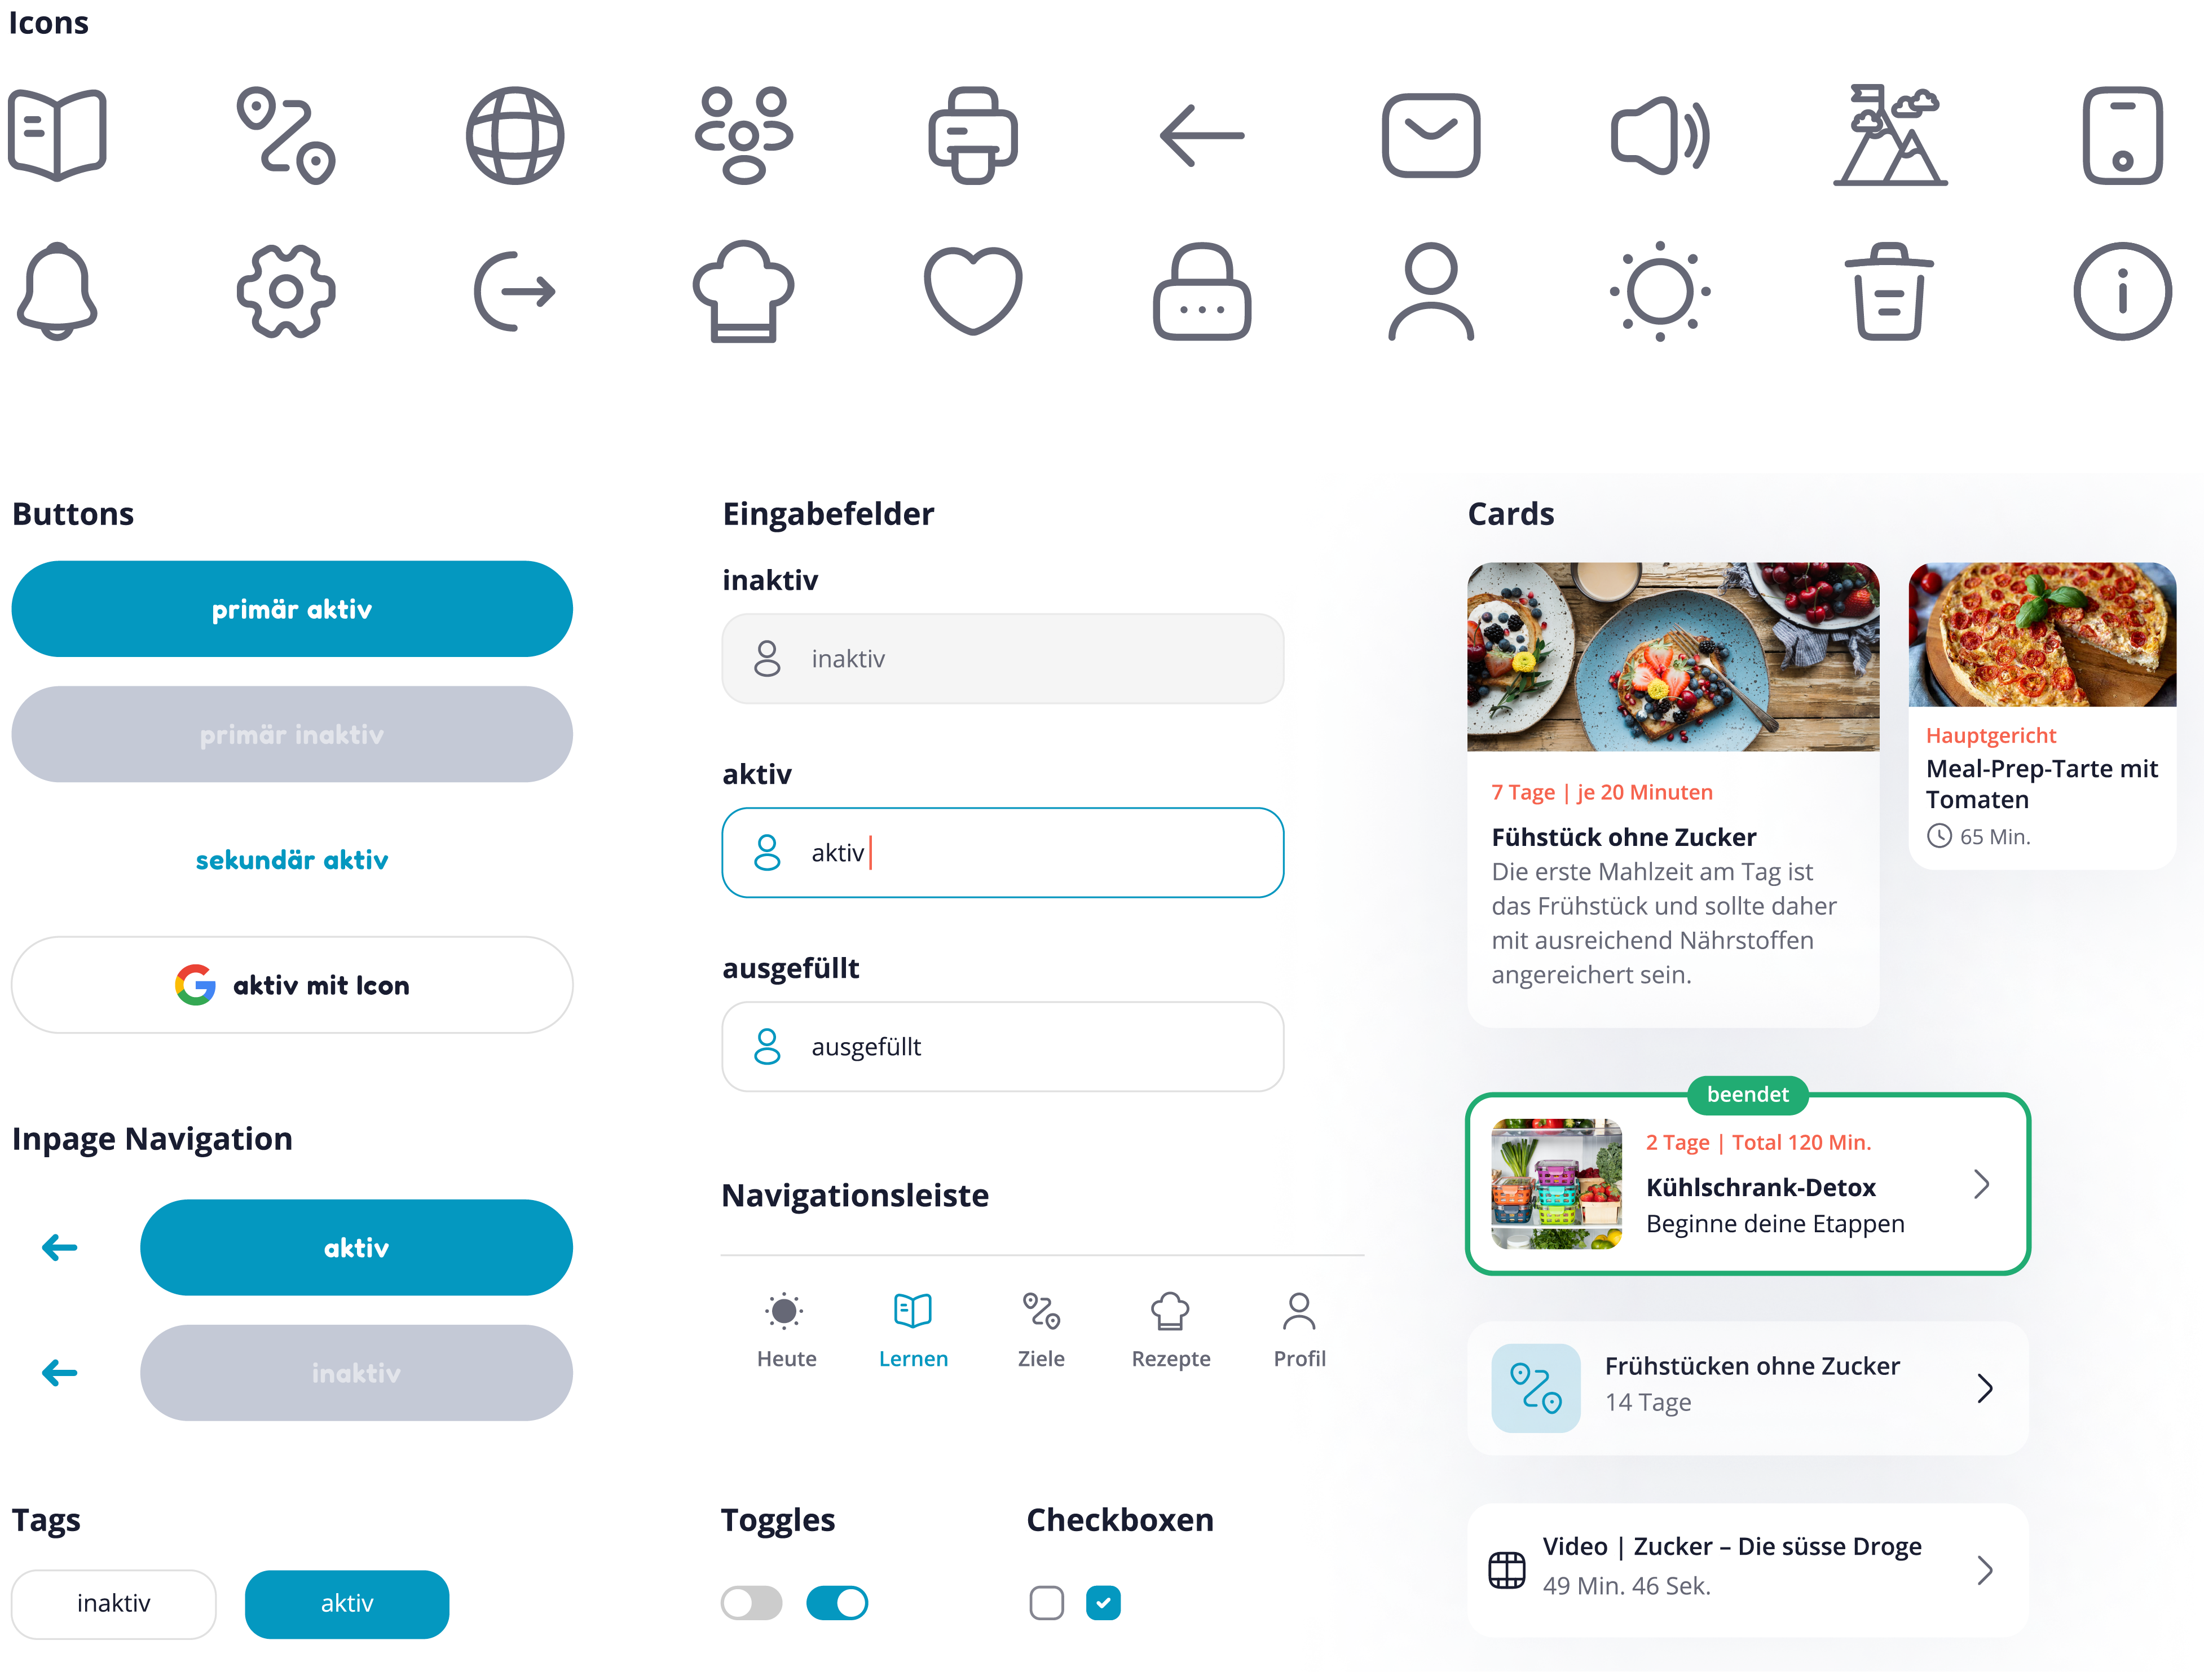 Icons
Buttons
primär aktiv
primär inaktiv
sekundär aktiv
aktiv mit Icon
Inpage Navigation
aktiv
inaktiv
Tags
inaktiv
aktiv
Eingabefelder
inaktiv
inaktiv
aktiv
aktiv
ausgefüllt
ausgefüllt
Navigationsleiste
Heute
Lernen
Ziele
Rezepte
Profil
Toggles
Checkboxen
Cards
7 Tage | je 20 Minuten
Fühstück ohne Zucker
Die erste Mahlzeit am Tag ist
das Frühstück und sollte daher
mit ausreichend Nährstoffen
angereichert sein.
Hauptgericht
Meal-Prep-Tarte mit
Tomaten
65 Min.
beendet
2 Tage | Total 120 Min.
Kühlschrank-Detox
Beginne deine Etappen
Frühstücken ohne Zucker
14 Tage
Video | Zucker – Die süsse Droge
49 Min. 46 Sek.